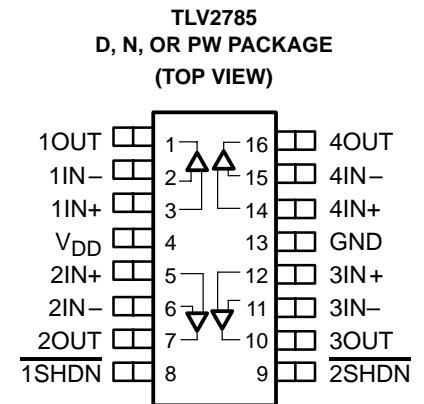 TLV2785
D, N, OR PW PACKAGE
(TOP VIEW)
1OUT 1 16 4OUT
1IN− 2 15 4IN−
1IN+ 3 14 4IN+
VDD 4 13 GND
2IN+ 5 12 3IN+
2IN− 6 11 3IN−
2OUT 7 10 3OUT
1SHDN 8 9 2SHDN